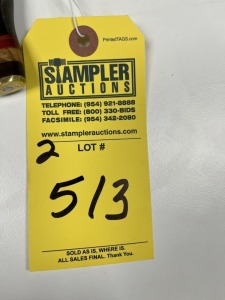 PrintedTAGS.com
STAMPLER
AUCTIONS
TELEPHONE: (954) 921-8888
TOLL FREE: (800) 330-BIDS
FACSIMILE: (954) 342-2080
www.stamplerauctions.com
2
LOT #
513
SOLD AS IS, WHERE IS.
ALL SALES FINAL. Thank You.